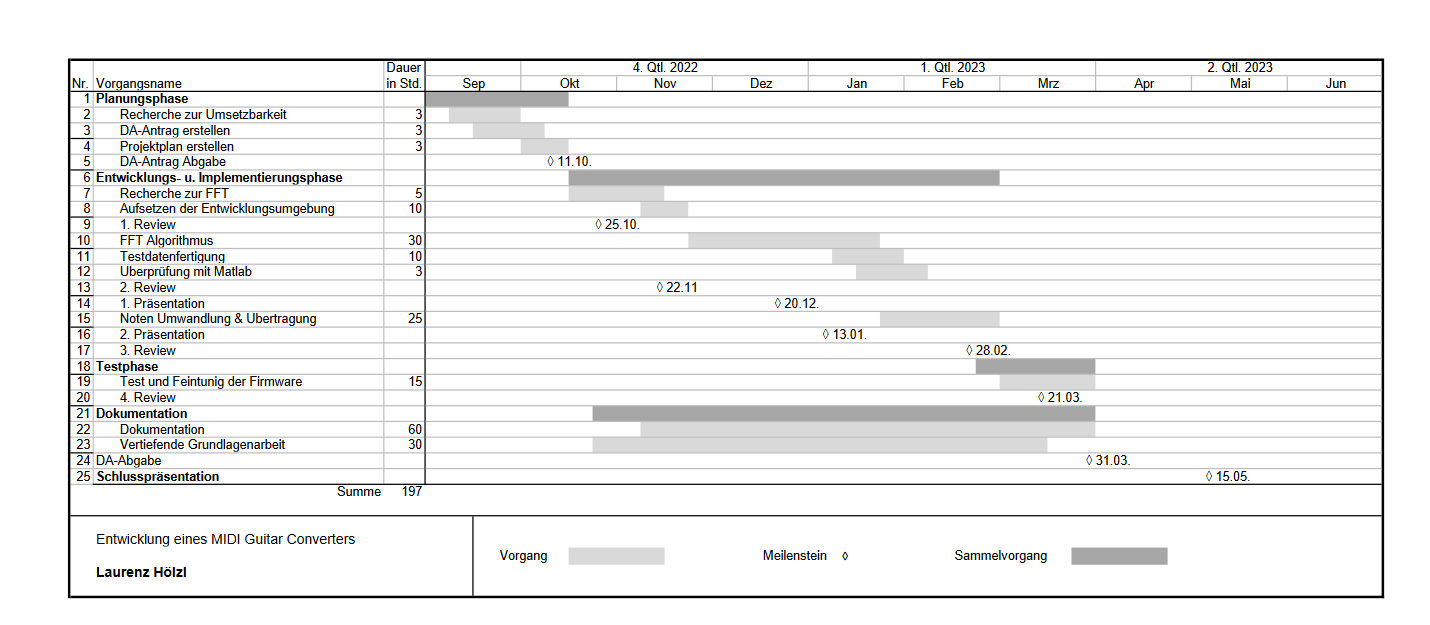 Dauer 4. Qtl. 2022 1. Qtl. 2023 2. Qtl. 2023
Nr. Vorgangsname in Std. Sep Okt Nov Dez Jan Feb Mrz Apr Mai Jun
1 Planungsphase
2 Recherche zur Umsetzbarkeit 3
3 DA-Antrag erstellen 3
4 Projektplan erstellen 3
5 DA-Antrag Abgabe ◊ 11.10.
6 Entwicklungs- u. Implementierungsphase
7 Recherche zur FFT 5
8 Aufsetzen der Entwicklungsumgebung 10
9 1. Review ◊ 25.10.
10 FFT Algorithmus 30
11 Testdatenfertigung 10
12 Überprüfung mit Matlab 3
13 2. Review ◊ 22.11
14 1. Präsentation ◊ 20.12.
15 Noten Umwandlung & Übertragung 25
16 2. Präsentation ◊ 13.01.
17 3. Review ◊ 28.02.
18 Testphase
19 Test und Feintunig der Firmware 15
20 4. Review ◊ 21.03.
21 Dokumentation
22 Dokumentation 60
23 Vertiefende Grundlagenarbeit 30
24 DA-Abgabe ◊ 31.03.
25 Schlusspräsentation ◊ 15.05.
Summe 197
Entwicklung eines MIDI Guitar Converters
Laurenz Hölzl
Vorgang Meilenstein ◊ Sammelvorgang